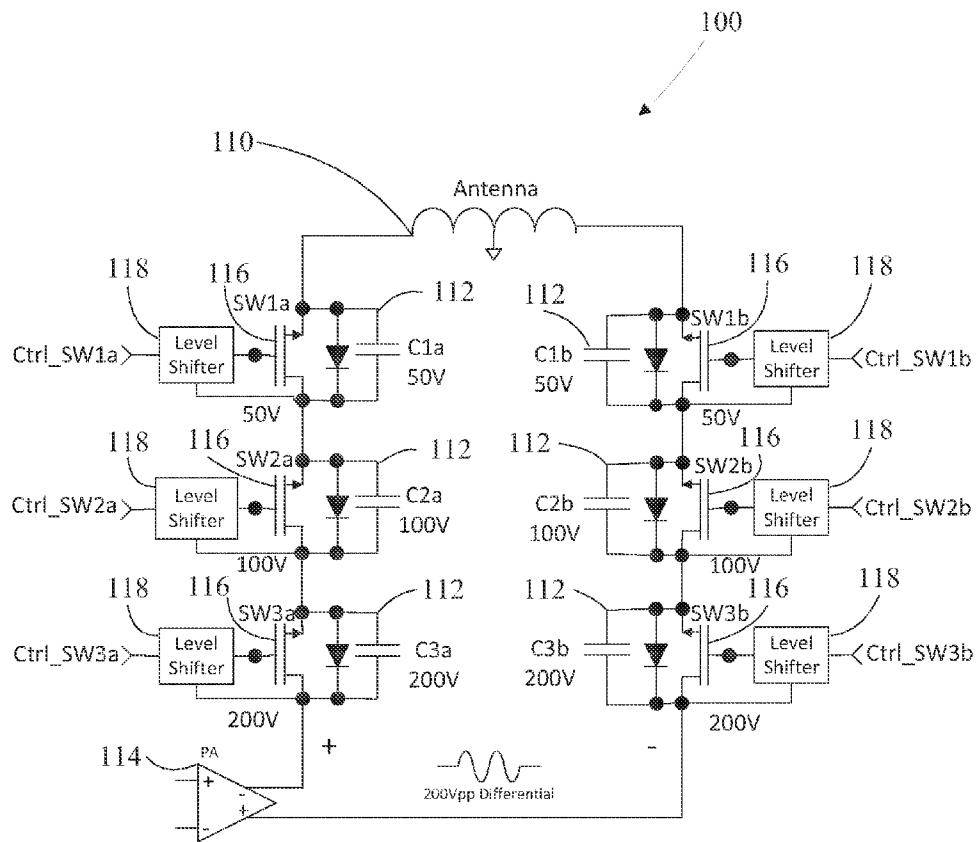 100
110
Antenna
118
116
SW1a
112
Level
Shifter
Ctrl_SW1a
C1a
50V
50V
112
116
118
SW1b
C1b
50V
Level
Shifter
Ctrl_SW1b
50V
118
116
SW2a
112
Level
Shifter
Ctrl_SW2a
C2a
100V
100V
112
116
118
SW2b
C2b
100V
Level
Shifter
Ctrl_SW2b
100V
118
116
SW3a
112
Level
Shifter
Ctrl_SW3a
C3a
200V
200V
112
116
118
SW3b
C3b
200V
Level
Shifter
Ctrl_SW3b
200V
+
-
114
PA
+
-
-
+
200Vpp Differential